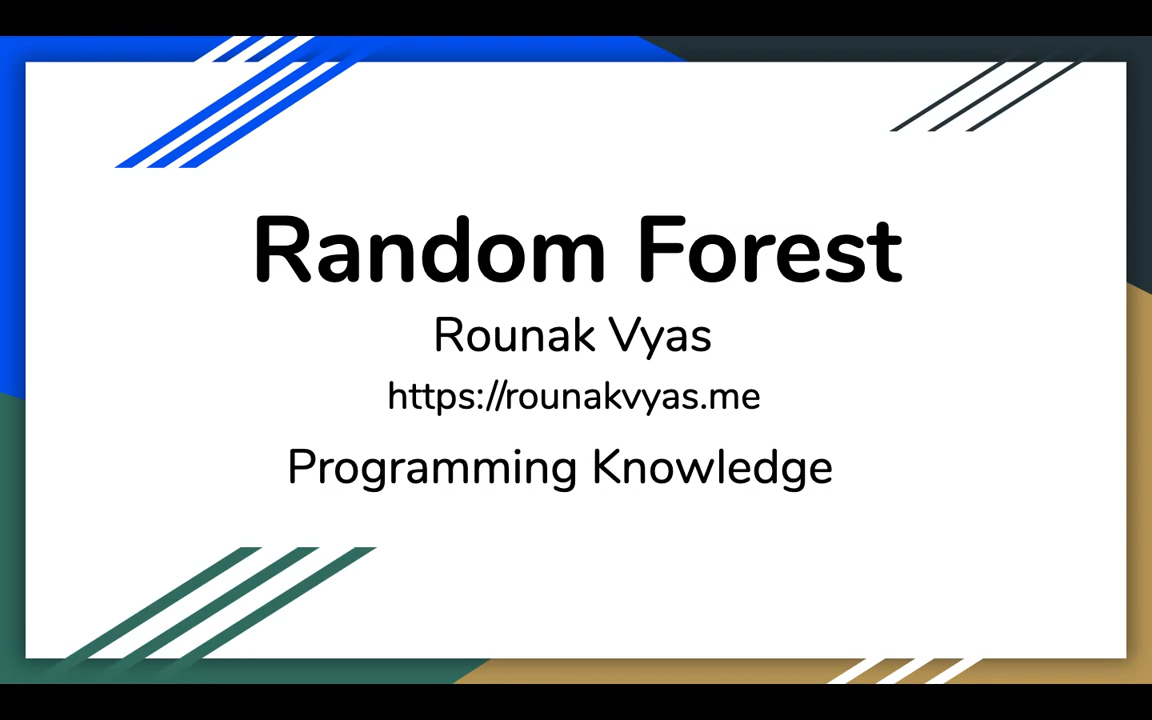 Random Forest
Rounak Vyas
https://rounakvyas.me
Programming Knowledge